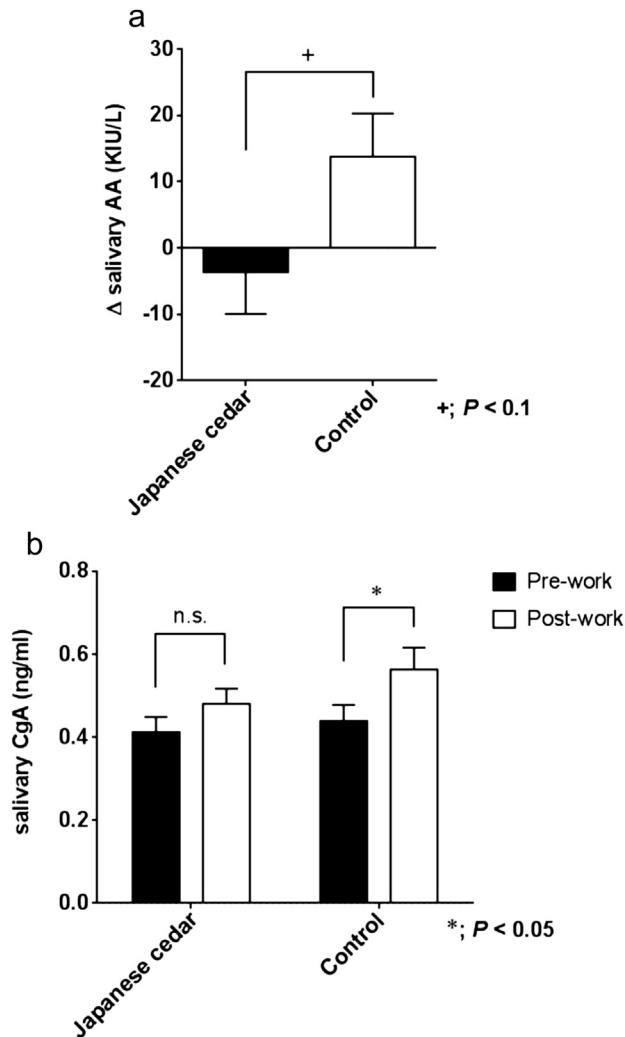 a
30
20
10
0
-10
-20
Δ salivary AA (KIU/L)
+
Japanese cedar
Control
+; P < 0.1
b
0.8
0.6
0.4
0.2
0.0
salivary CgA (ng/ml)
n.s.
*
Pre-work
Post-work
Japanese cedar
Control
*; P < 0.05